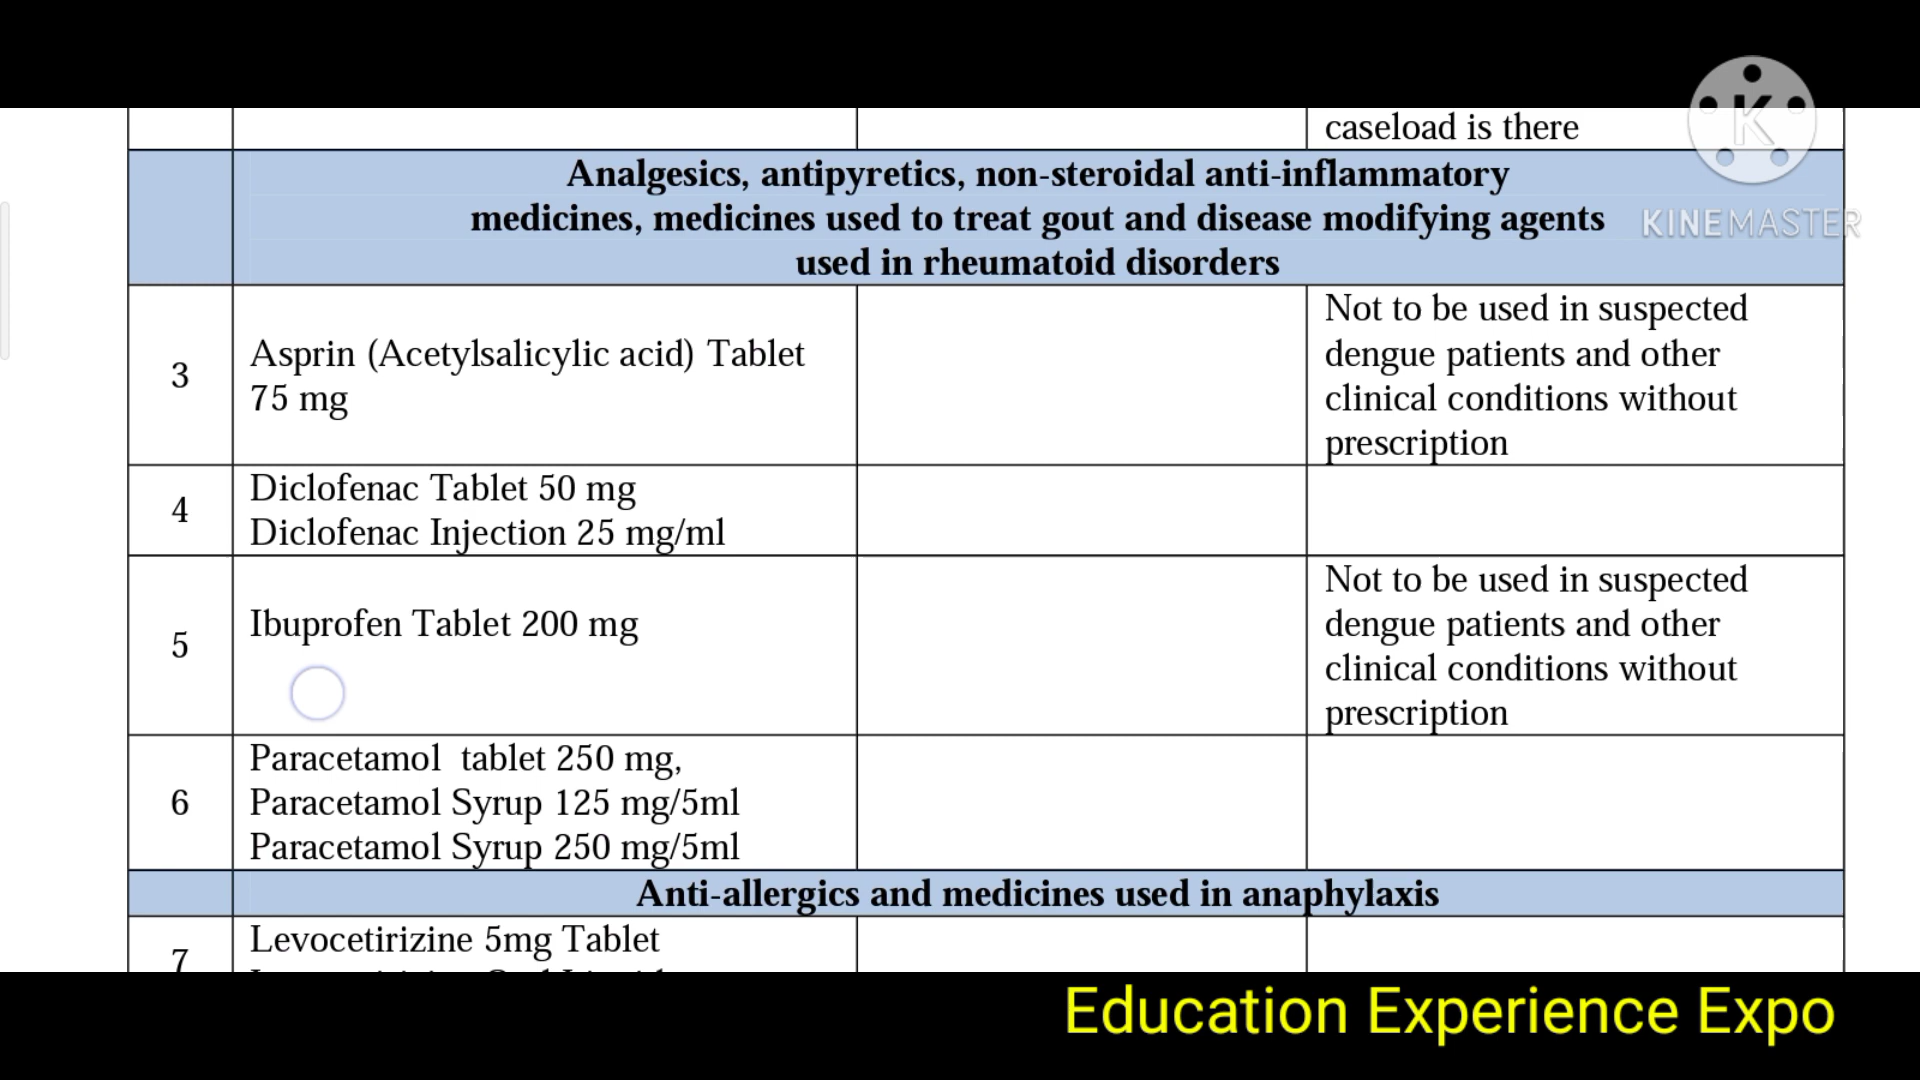 caseload is there
K
KINEMASTER
Analgesics, antipyretics, non-steroidal anti-inflammatory
medicines, medicines used to treat gout and disease modifying agents
used in rheumatoid disorders
3
Asprin (Acetylsalicylic acid) Tablet
75 mg
Not to be used in suspected
dengue patients and other
clinical conditions without
prescription
4
Diclofenac Tablet 50 mg
Diclofenac Injection 25 mg/ml
5
Ibuprofen Tablet 200 mg
Not to be used in suspected
dengue patients and other
clinical conditions without
prescription
6
Paracetamol  tablet 250 mg,
Paracetamol Syrup 125 mg/5ml
Paracetamol Syrup 250 mg/5ml
Anti-allergics and medicines used in anaphylaxis
7
Levocetirizine 5mg Tablet
Education Experience Expo